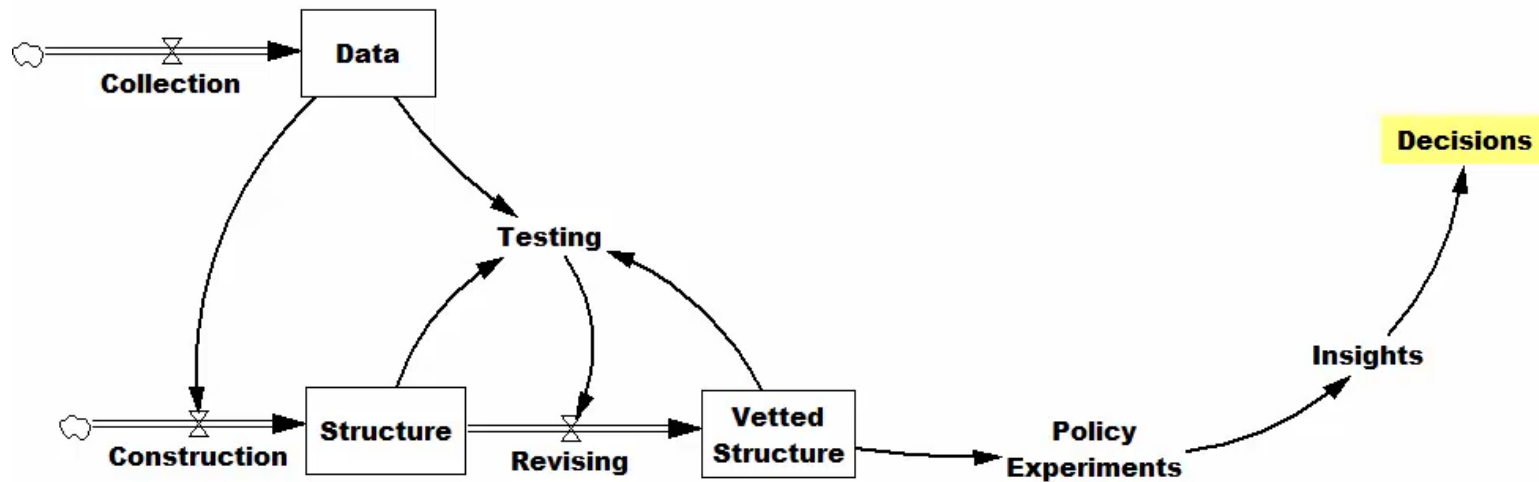 Data
Collection
Decisions
Testing
Insights
Structure
Construction
Revising
Vetted
Structure
Policy
Experiments